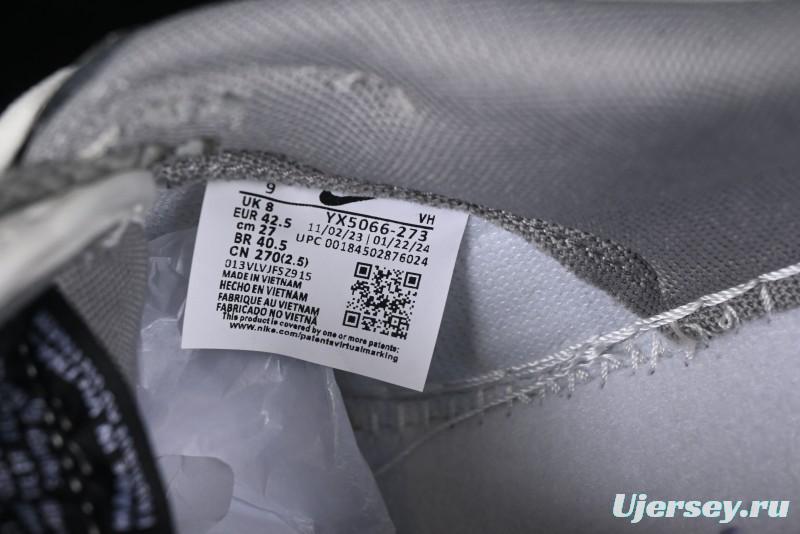 9
UK 8
EUR 42.5
cm 27
BR 40.5
CN 270(2.5)
VH
YX5066-273
11/02/23 | 01/22/24
UPC 00184502876024
013VLVJFSZ915
MADE IN VIETNAM
HECHO EN VIETNAM
FABRIQUE AU VIETNAM
FABRICADO NO VIETNA
This product is covered by one or more patents:
www.nike.com/patentsvirtualmarking
Ujersey.ru